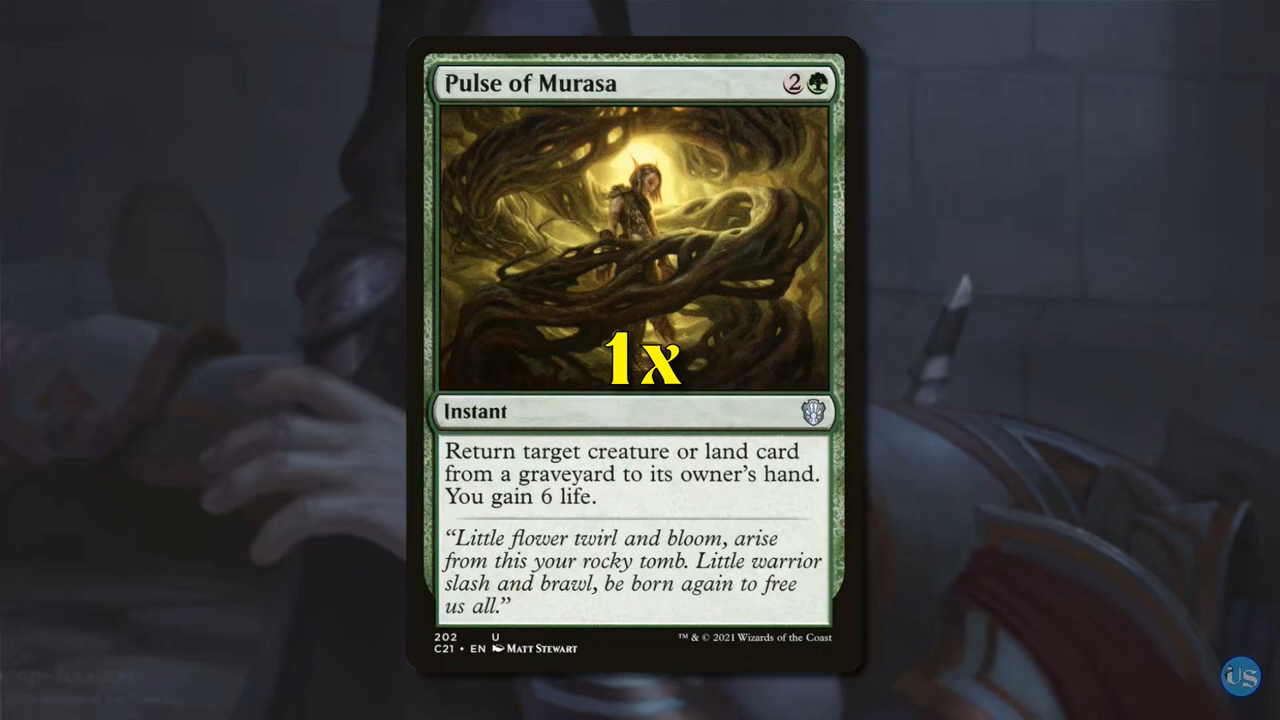 Pulse of Murasa 2
1x
Instant
Return target creature or land card
from a graveyard to its owner's hand.
You gain 6 life.
“Little flower twirl and bloom, arise
from this your rocky tomb. Little warrior
slash and brawl, be born again to free
us all.”
202 U
C21 • EN Matt Stewart
™ & © 2021 Wizards of the Coast
US